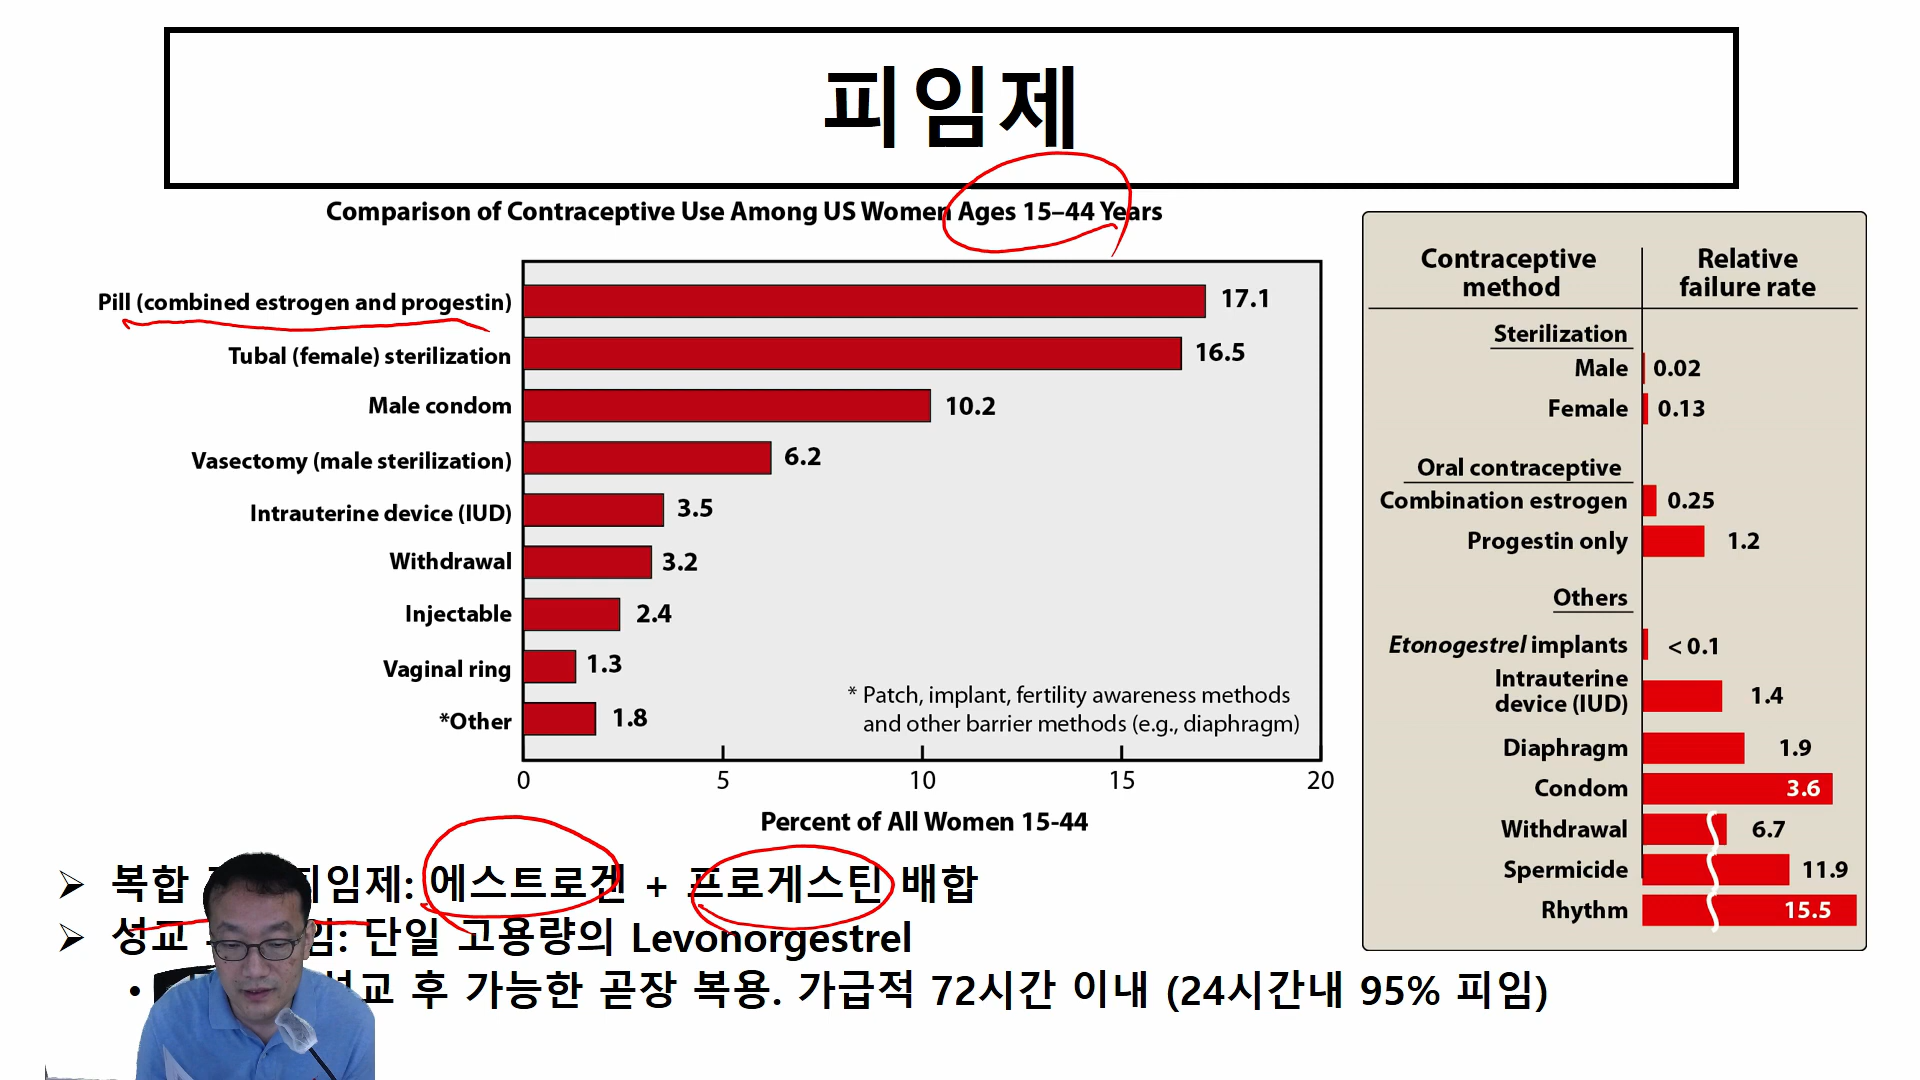 피임제
Comparison of Contraceptive Use Among US Women Ages 15–44 Years
Pill (combined estrogen and progestin) 17.1
Tubal (female) sterilization 16.5
Male condom 10.2
Vasectomy (male sterilization) 6.2
Intrauterine device (IUD) 3.5
Withdrawal 3.2
Injectable 2.4
Vaginal ring 1.3
*Other 1.8
* Patch, implant, fertility awareness methods
and other barrier methods (e.g., diaphragm)
0 5 10 15 20
Percent of All Women 15-44
Contraceptive method
Relative failure rate
Sterilization
Male 0.02
Female 0.13
Oral contraceptive
Combination estrogen 0.25
Progestin only 1.2
Others
Etonogestrel implants < 0.1
Intrauterine device (IUD) 1.4
Diaphragm 1.9
Condom 3.6
Withdrawal 6.7
Spermicide 11.9
Rhythm 15.5
➢ 복합 피임제: 에스트로겐 + 프로게스틴 배합
➢ 성교 임: 단일 고용량의 Levonorgestrel
• 성교 후 가능한 곧장 복용. 가급적 72시간 이내 (24시간내 95% 피임)